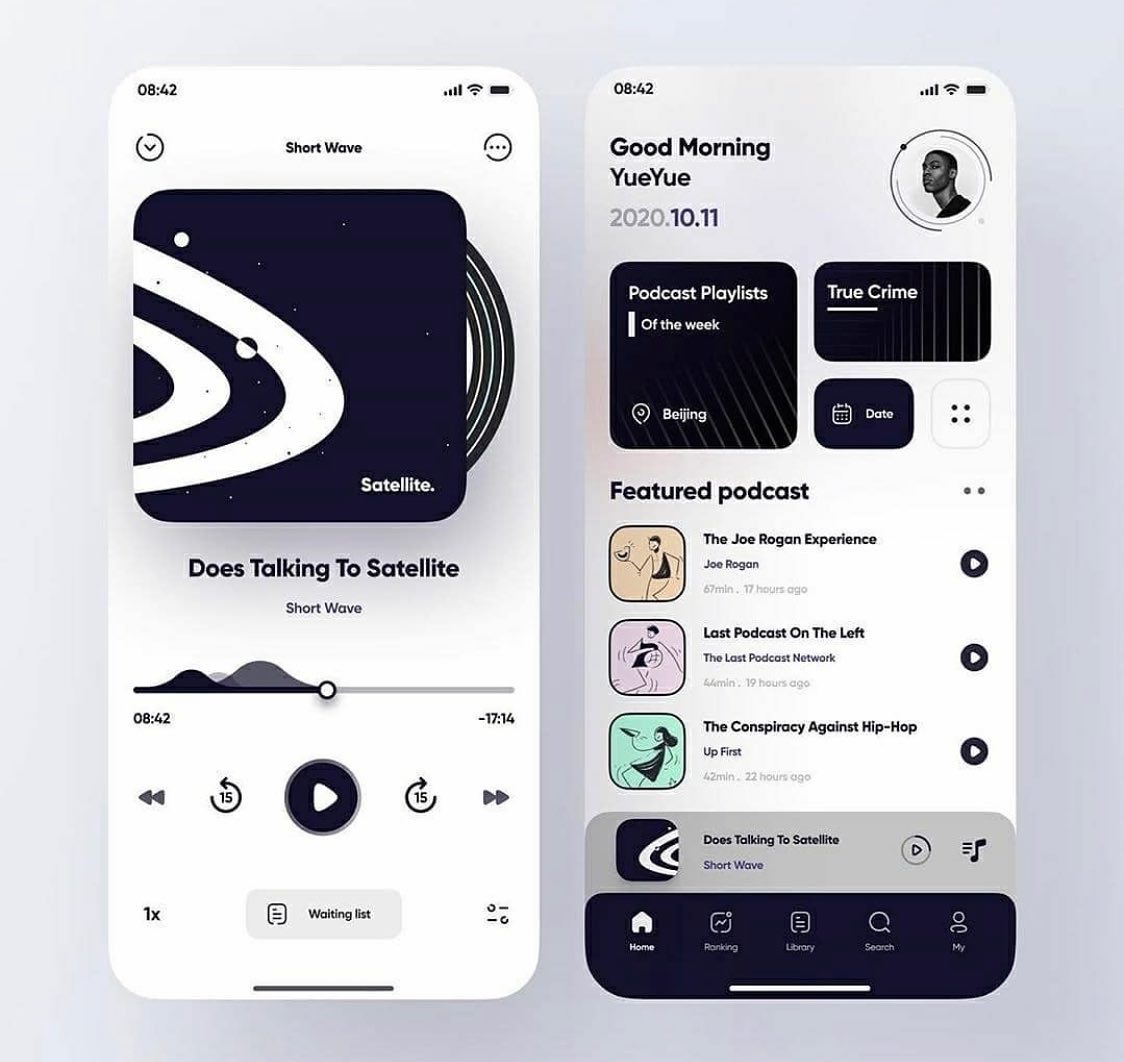 08:42
Short Wave
Satellite.
Does Talking To Satellite
Short Wave
08:42
-17:14
15
15
1x
Waiting list
08:42
Good Morning
YueYue
2020.10.11
Podcast Playlists
Of the week
Beijing
True Crime
Date
Featured podcast
The Joe Rogan Experience
Joe Rogan
67min . 17 hours ago
Last Podcast On The Left
The Last Podcast Network
44min . 19 hours ago
The Conspiracy Against Hip-Hop
Up First
42min . 22 hours ago
Does Talking To Satellite
Short Wave
Home
Ranking
Library
Search
My